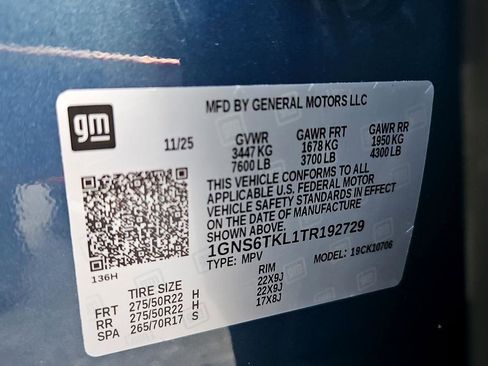 gm
MFD BY GENERAL MOTORS LLC
11/25 GVWR GAWR FRT GAWR RR
3447 KG 1678 KG 1950 KG
7600 LB 3700 LB 4300 LB
THIS VEHICLE CONFORMS TO ALL
APPLICABLE U.S. FEDERAL MOTOR
VEHICLE SAFETY STANDARDS IN EFFECT
ON THE DATE OF MANUFACTURE
SHOWN ABOVE.
1GNS6TKL1TR192729
TYPE: MPV MODEL: 19CK10706
136H
TIRE SIZE RIM
FRT 275/50R22 H 22X9J
RR 275/50R22 H 22X9J
SPA 265/70R17 S 17X8J